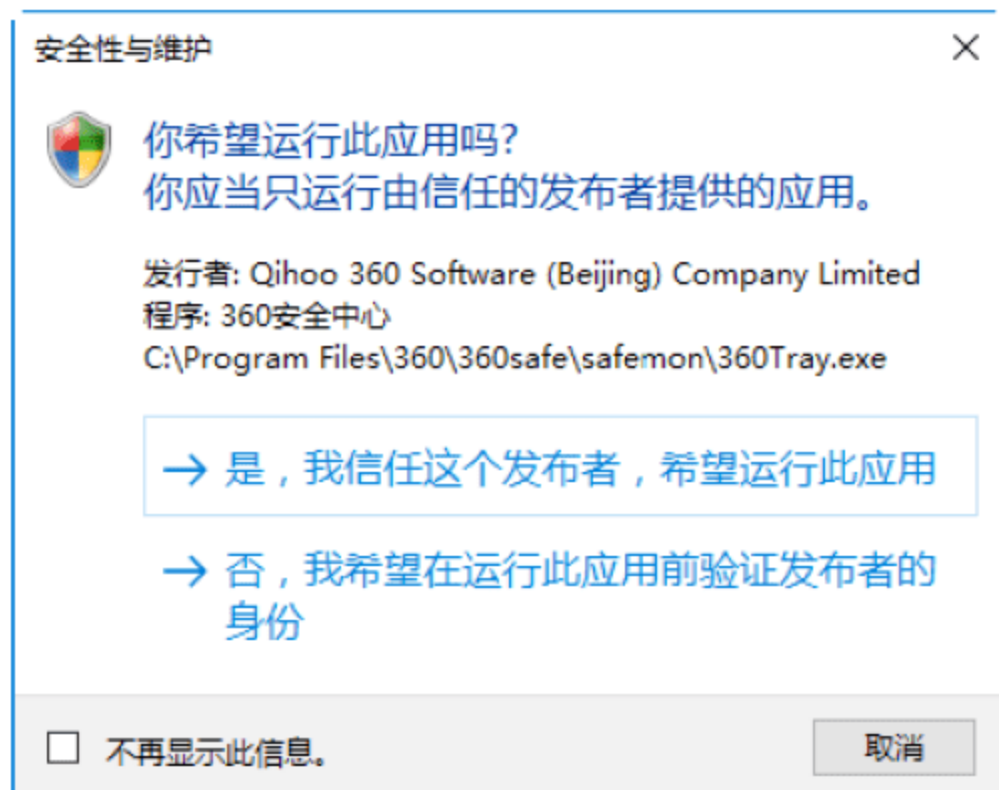 安全性与维护
你希望运行此应用吗?
你应当只运行由信任的发布者提供的应用。
发行者: Qihoo 360 Software (Beijing) Company Limited
程序: 360安全中心
C:\Program Files\360\360safe\safemon\360Tray.exe
→ 是，我信任这个发布者，希望运行此应用
→ 否，我希望在运行此应用前验证发布者的
身份
不再显示此信息。
取消